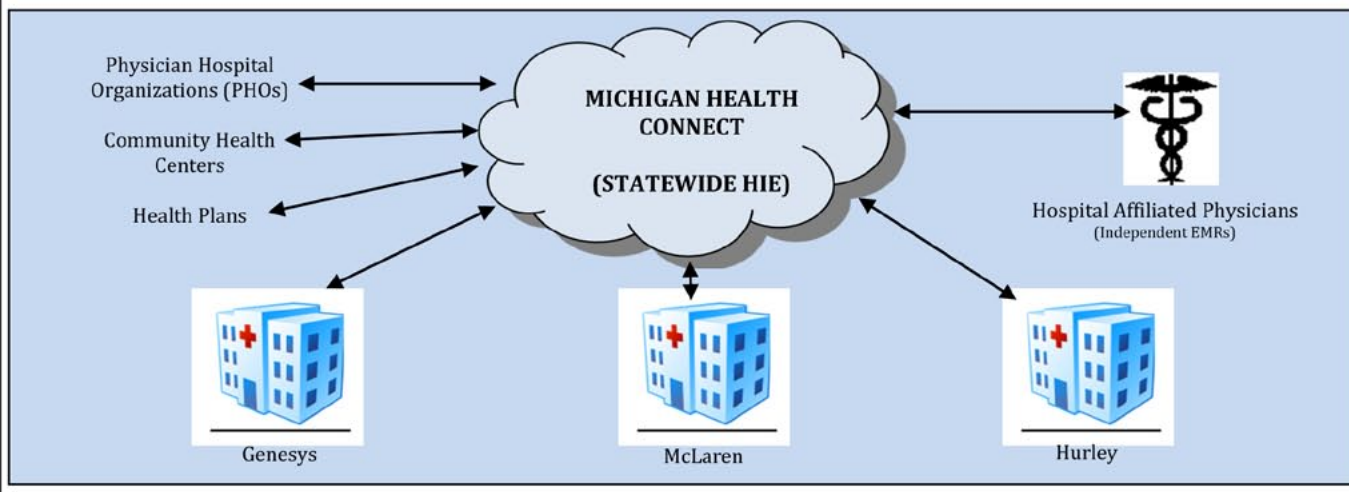 Physician Hospital
Organizations (PHOs)
Community Health
Centers
Health Plans
MICHIGAN HEALTH
CONNECT
(STATEWIDE HIE)
Hospital Affiliated Physicians
(Independent EMRs)
Genesys
McLaren
Hurley